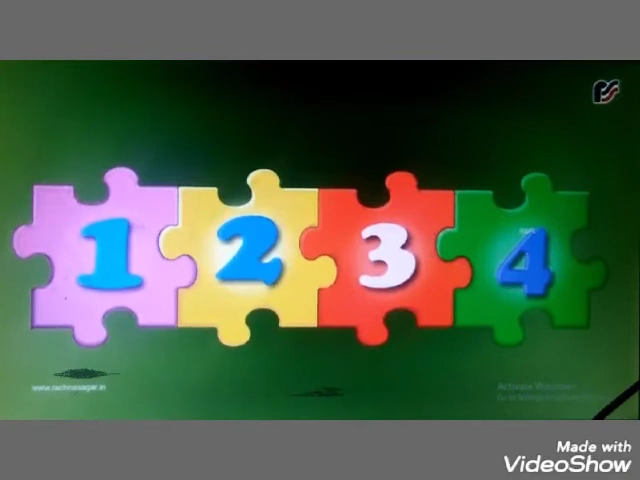 1 2 3 4
www.rachnasagar.in
Activate Windows
Made with
VideoShow